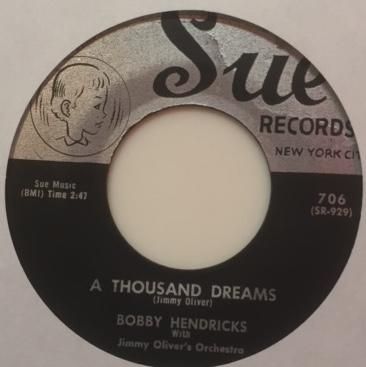 Sue
RECORDS
NEW YORK CIT
Sue Music
(BMI) Time 2:47
706
(SR-929)
A THOUSAND DREAMS
(Jimmy Oliver)
BOBBY HENDRICKS
With
Jimmy Oliver's Orchestra